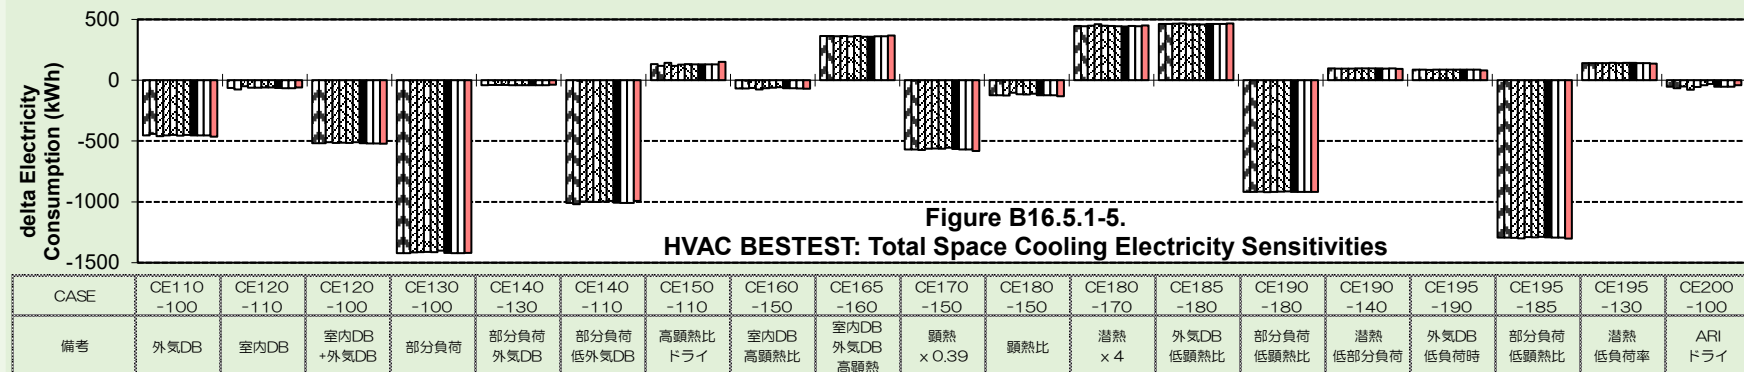 500
0
-500
-1000
-1500
delta Electricity
Consumption (kWh)
Figure B16.5.1-5.
HVAC BESTEST: Total Space Cooling Electricity Sensitivities
CASE
CE110
-100
CE120
-110
CE120
-100
CE130
-100
CE140
-130
CE140
-110
CE150
-110
CE160
-150
CE165
-160
CE170
-150
CE180
-150
CE180
-170
CE185
-180
CE190
-180
CE190
-140
CE195
-190
CE195
-185
CE195
-130
CE200
-100
備考
外気DB
室内DB
室内DB
+外気DB
部分負荷
部分負荷
外気DB
部分負荷
低外気DB
高顕熱比
ドライ
室内DB
高顕熱比
室内DB
外気DB
高顕熱
顕熱
x 0.39
顕熱比
潜熱
x 4
外気DB
低顕熱比
部分負荷
低顕熱比
潜熱
低部分負荷
外気DB
低負荷時
部分負荷
低顕熱比
潜熱
低負荷率
ARI
ドライ